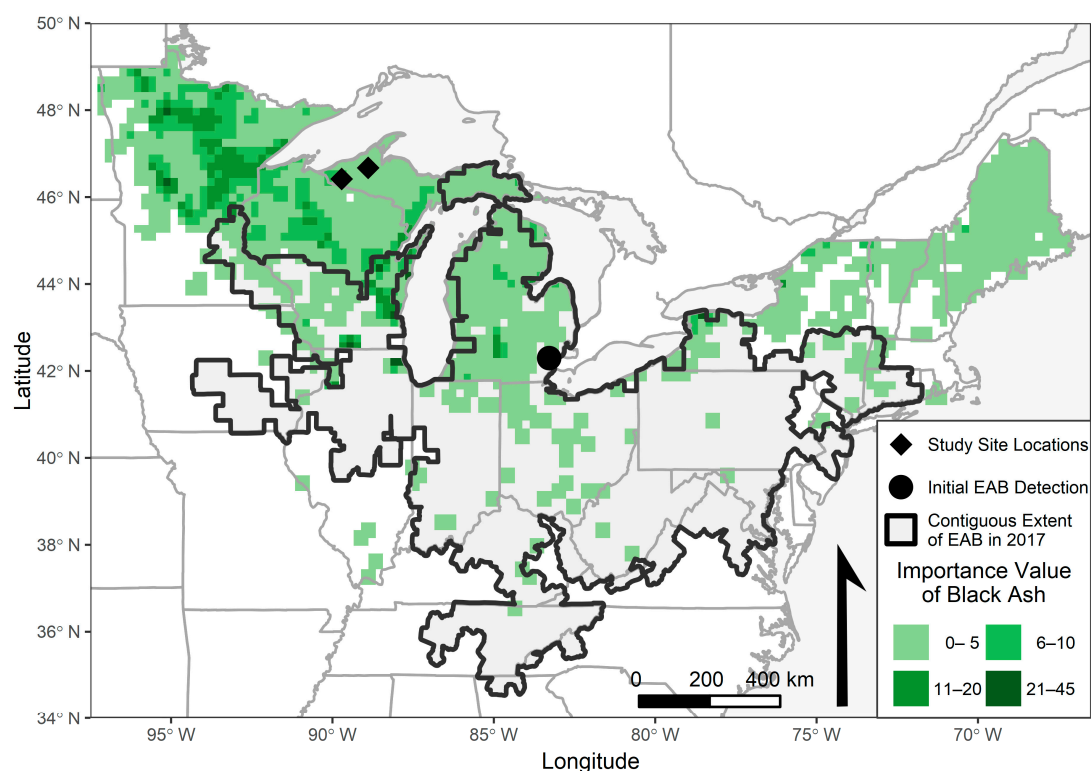 50° N
48° N
46° N
44° N
42° N
40° N
38° N
36° N
34° N
Latitude
95° W
90° W
85° W
80° W
75° W
70° W
Longitude
0 200 400 km
Study Site Locations
Initial EAB Detection
Contiguous Extent
of EAB in 2017
Importance Value
of Black Ash
0– 5 6–10
11–20 21–45